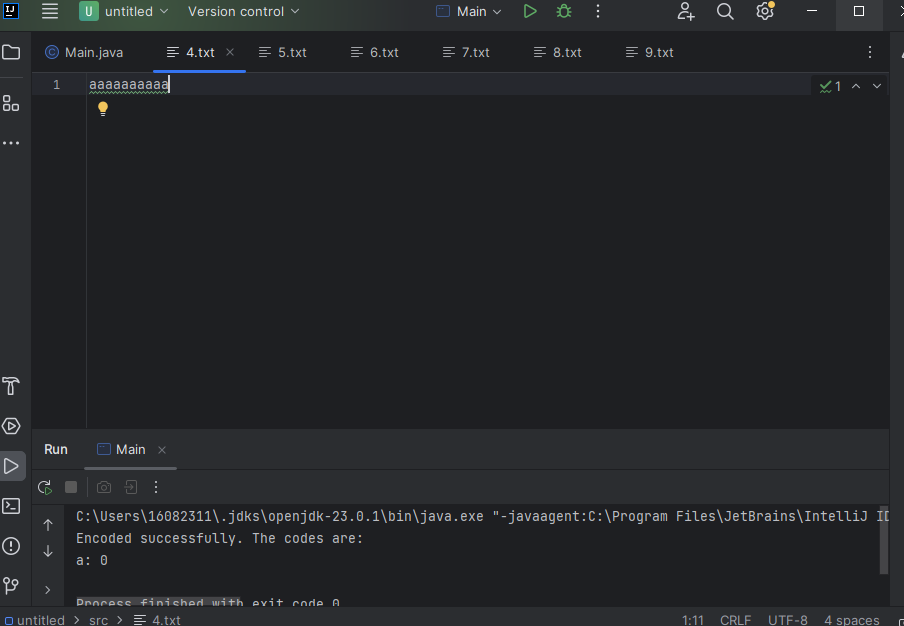 IJ
U untitled Version control Main
Main.java 4.txt 5.txt 6.txt 7.txt 8.txt 9.txt
1 aaaaaaaaaa 1
Run Main
C:\Users\16082311\.jdks\openjdk-23.0.1\bin\java.exe "-javaagent:C:\Program Files\JetBrains\IntelliJ ID
Encoded successfully. The codes are:
a: 0
Process finished with exit code 0
untitled > src > 4.txt 1:11 CRLF UTF-8 4 spaces